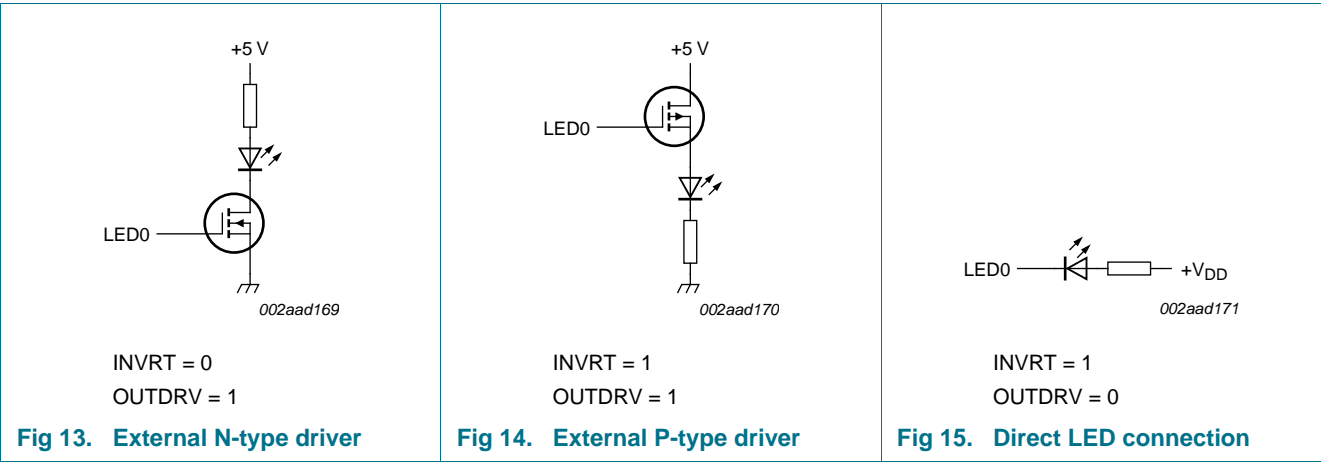 +5 V
LED0
002aad169
INVRT = 0
OUTDRV = 1
Fig 13. External N-type driver
+5 V
LED0
002aad170
INVRT = 1
OUTDRV = 1
Fig 14. External P-type driver
LED0
+VDD
002aad171
INVRT = 1
OUTDRV = 0
Fig 15. Direct LED connection